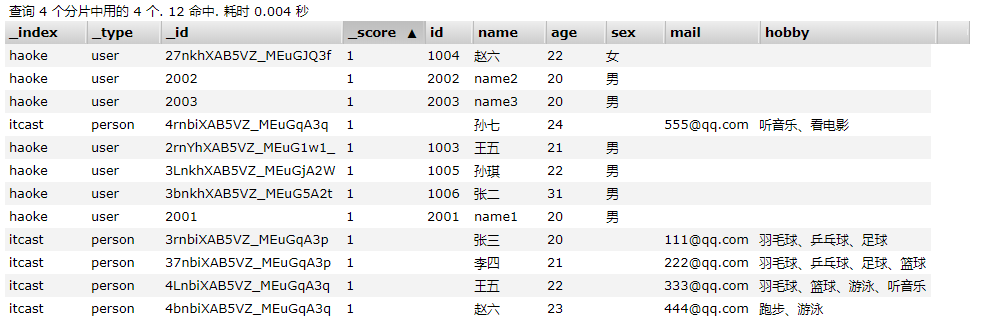 查询 4 个分片中用的 4 个. 12 命中. 耗时 0.004 秒
_index _type _id _score ▲ id name age sex mail hobby
haoke user 27nkhXAB5VZ_MEuGJQ3f 1 1004 赵六 22 女
haoke user 2002 1 2002 name2 20 男
haoke user 2003 1 2003 name3 20 男
itcast person 4rnbiXAB5VZ_MEuGqA3q 1 孙七 24 555@qq.com 听音乐、看电影
haoke user 2rnYhXAB5VZ_MEuG1w1_ 1 1003 王五 21 男
haoke user 3LnkhXAB5VZ_MEuGjA2W 1 1005 孙琪 22 男
haoke user 3bnkhXAB5VZ_MEuG5A2t 1 1006 张二 31 男
haoke user 2001 1 2001 name1 20 男
itcast person 3rnbiXAB5VZ_MEuGqA3p 1 张三 20 111@qq.com 羽毛球、乒乓球、足球
itcast person 37nbiXAB5VZ_MEuGqA3p 1 李四 21 222@qq.com 羽毛球、乒乓球、足球、篮球
itcast person 4LnbiXAB5VZ_MEuGqA3q 1 王五 22 333@qq.com 羽毛球、篮球、游泳、听音乐
itcast person 4bnbiXAB5VZ_MEuGqA3q 1 赵六 23 444@qq.com 跑步、游泳